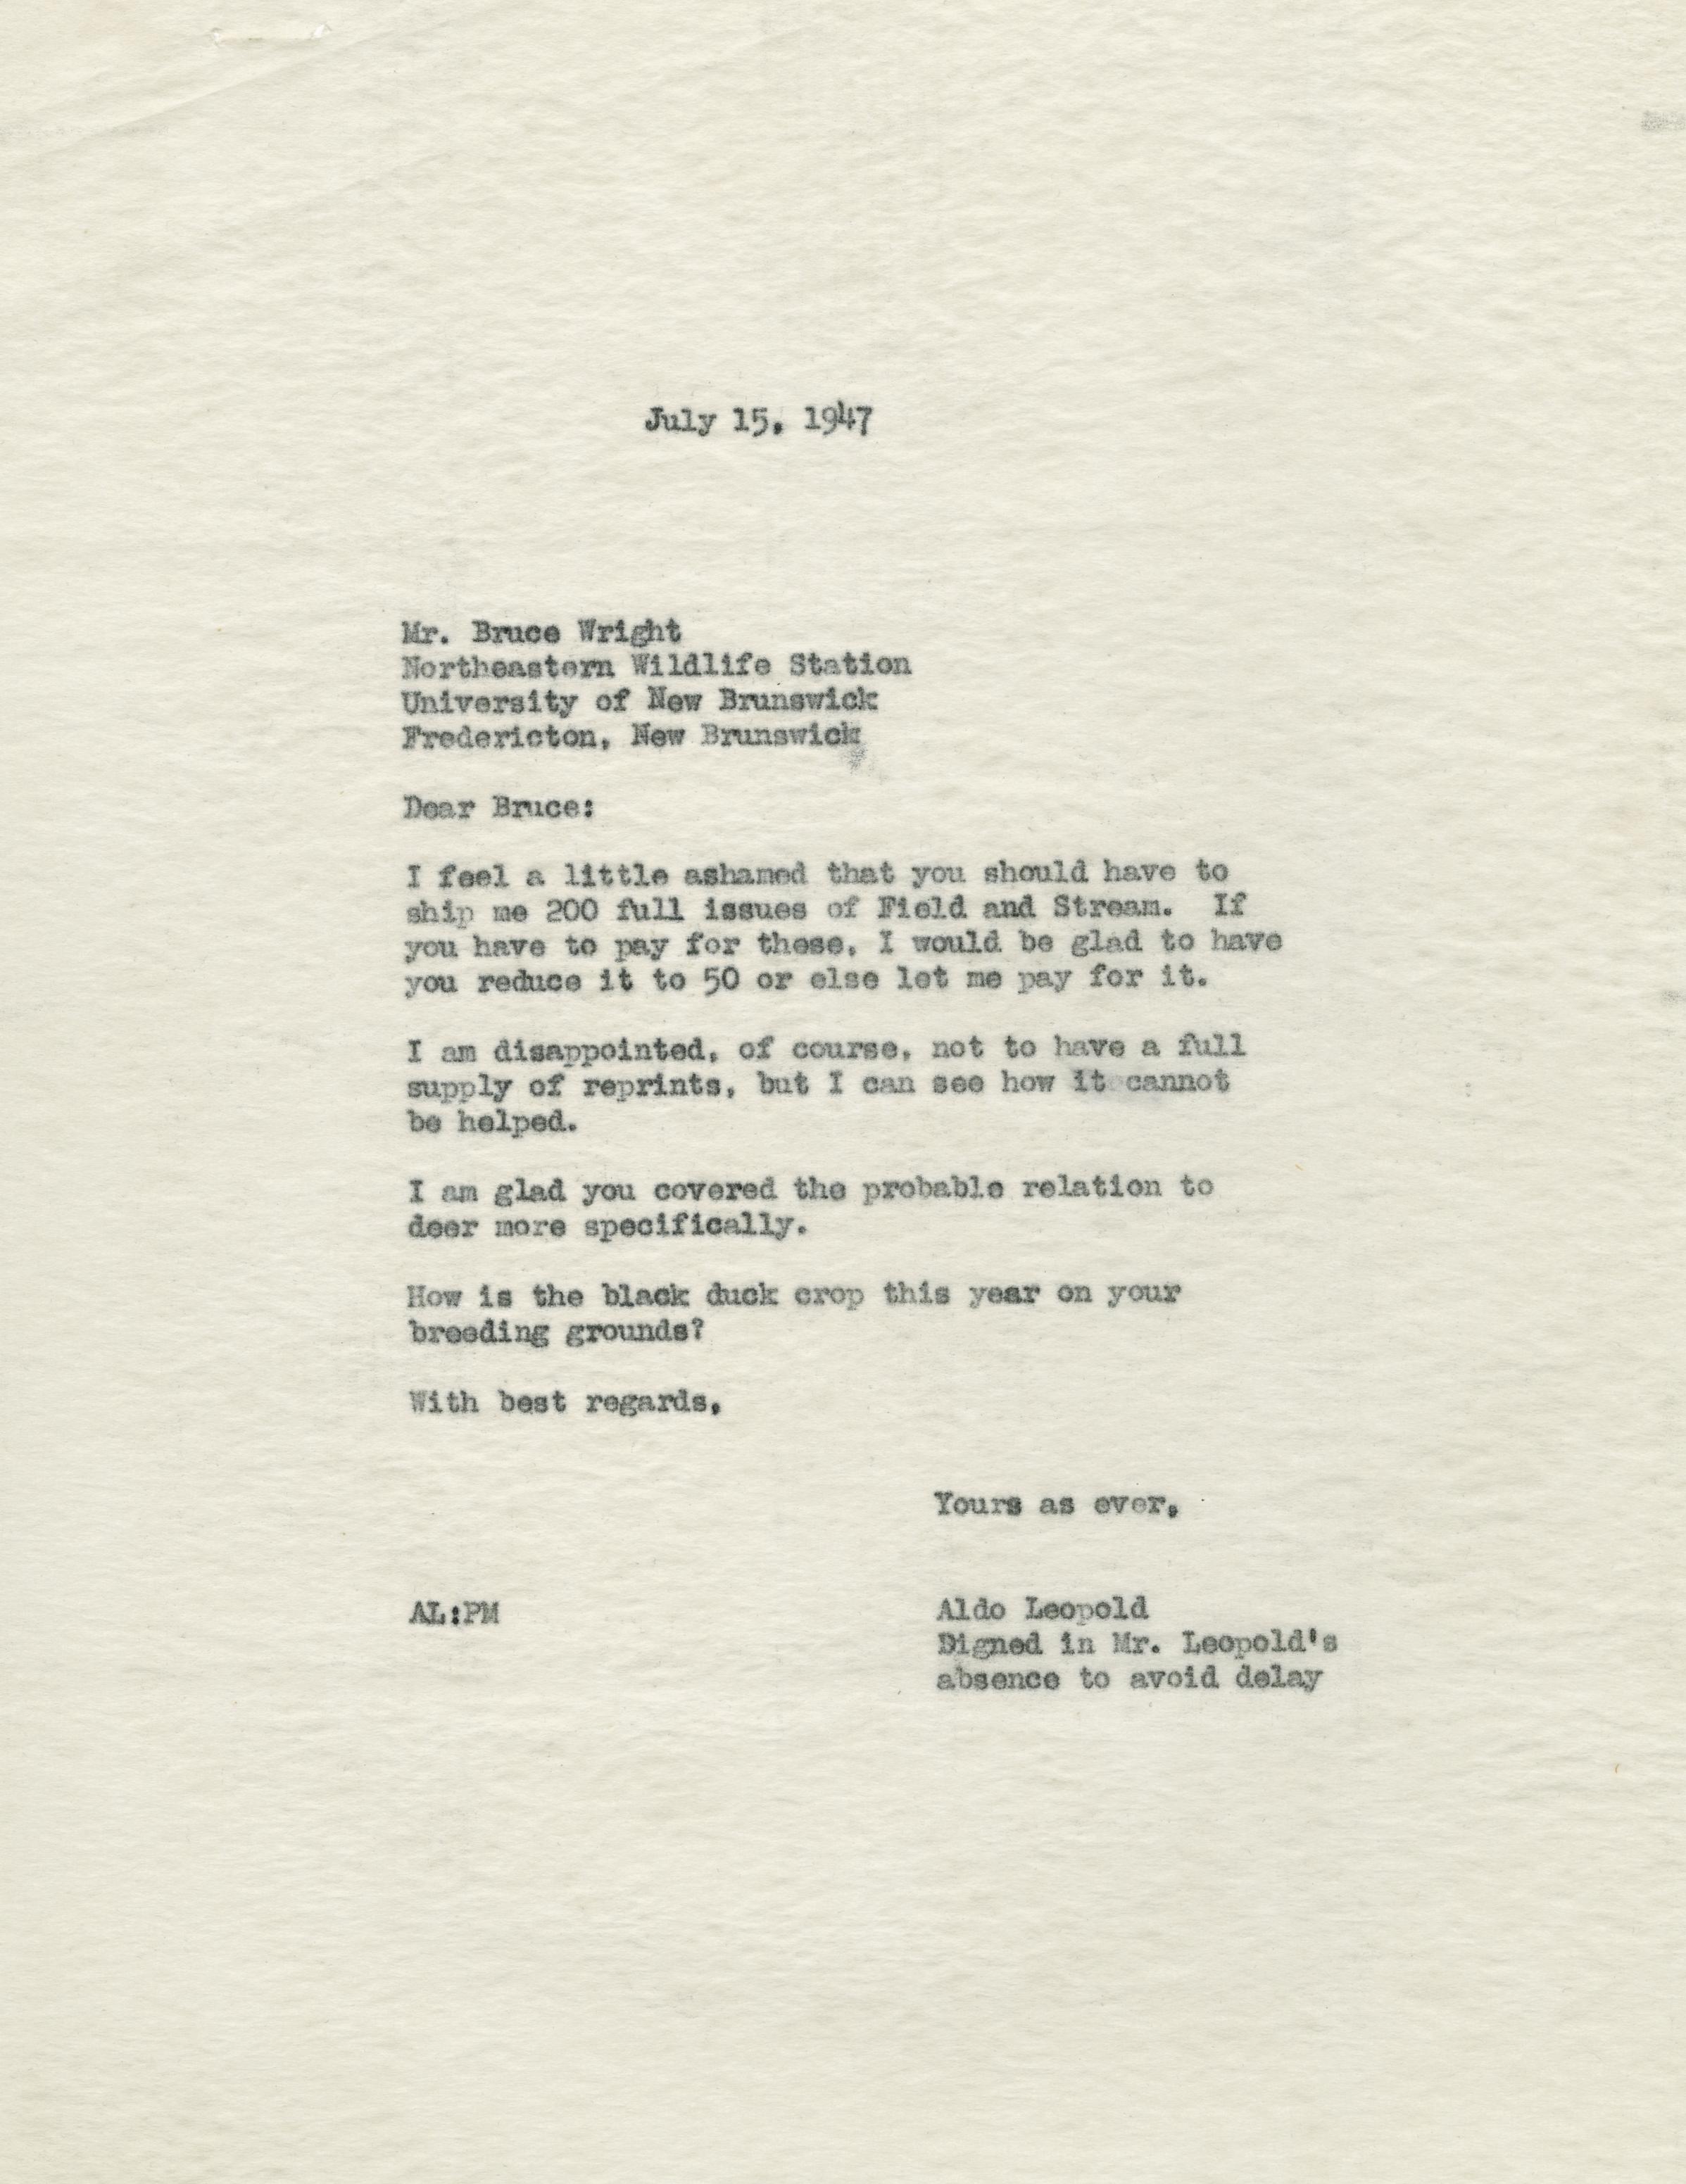 July 15, 1947
Mr. Bruce Wright
Northeastern Wildlife Station
University of New Brunswick
Fredericton, New Brunswick
Dear Bruce:
I feel a little ashamed that you should have to
ship me 200 full issues of Field and Stream.  If
you have to pay for these, I would be glad to have
you reduce it to 50 or else let me pay for it.
I am disappointed, of course, not to have a full
supply of reprints, but I can see how it cannot
be helped.
I am glad you covered the probable relation to
deer more specifically.
How is the black duck crop this year on your
breeding grounds?
With best regards,
Yours as ever,
AL:PM
Aldo Leopold
Digned in Mr. Leopold's
absence to avoid delay